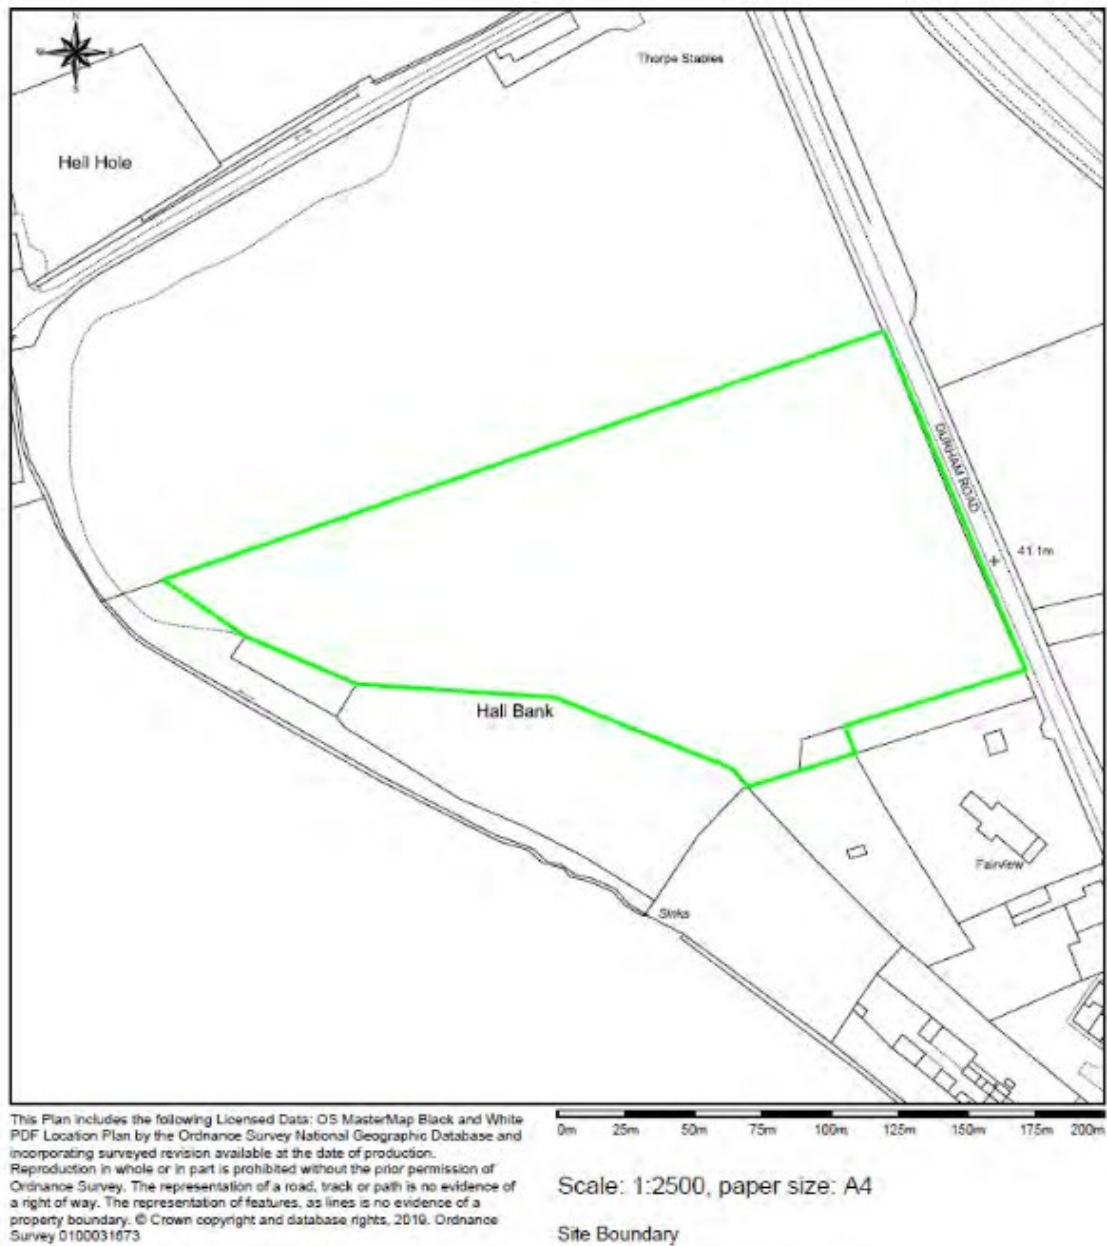 N
W
E
S
Thorpe Stables
Hell Hole
DURHAM ROAD
41.1m
Hall Bank
Fairview
Sinks
This Plan includes the following Licensed Data: OS MasterMap Black and White
PDF Location Plan by the Ordnance Survey National Geographic Database and
incorporating surveyed revision available at the date of production.
Reproduction in whole or in part is prohibited without the prior permission of
Ordnance Survey. The representation of a road, track or path is no evidence of
a right of way. The representation of features, as lines is no evidence of a
property boundary. © Crown copyright and database rights, 2019. Ordnance
Survey 0100031673
0m 25m 50m 75m 100m 125m 150m 175m 200m
Scale: 1:2500, paper size: A4
Site Boundary